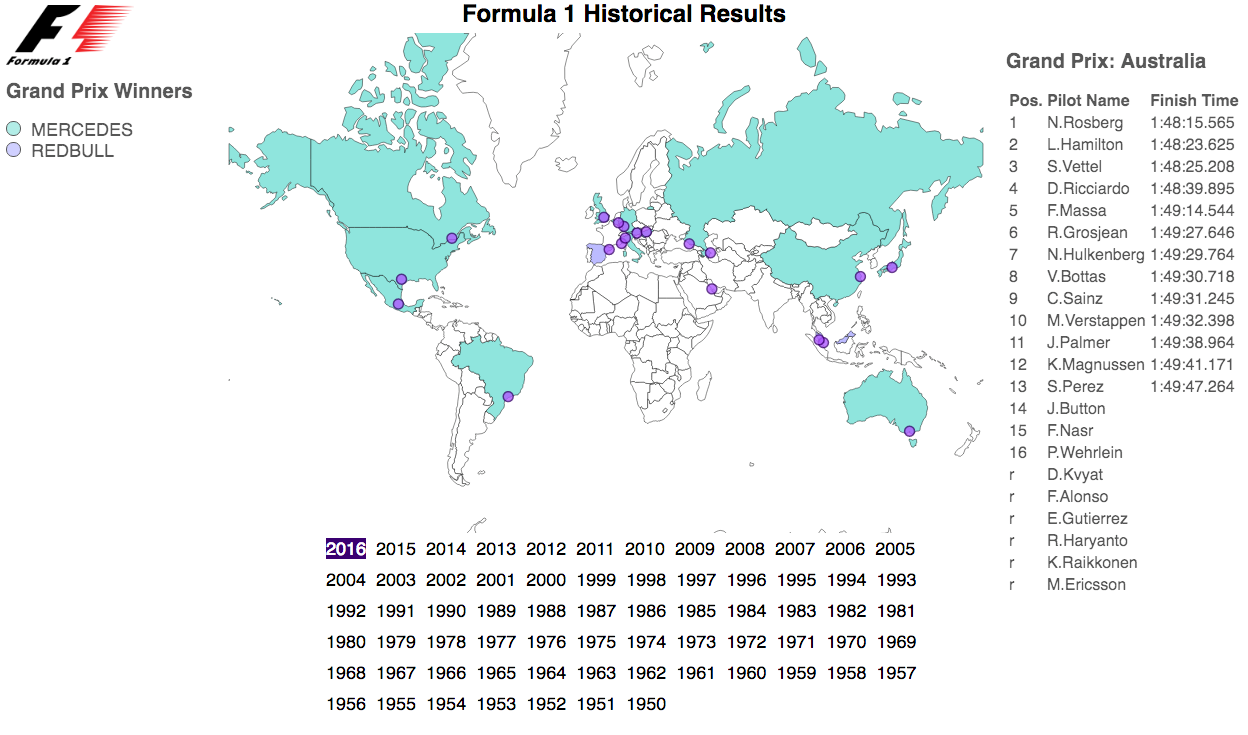 Formula 1 Historical Results
Formula 1
Grand Prix Winners
MERCEDES
REDBULL
Grand Prix: Australia
Pos. Pilot Name Finish Time
1 N.Rosberg 1:48:15.565
2 L.Hamilton 1:48:23.625
3 S.Vettel 1:48:25.208
4 D.Ricciardo 1:48:39.895
5 F.Massa 1:49:14.544
6 R.Grosjean 1:49:27.646
7 N.Hulkenberg 1:49:29.764
8 V.Bottas 1:49:30.718
9 C.Sainz 1:49:31.245
10 M.Verstappen 1:49:32.398
11 J.Palmer 1:49:38.964
12 K.Magnussen 1:49:41.171
13 S.Perez 1:49:47.264
14 J.Button
15 F.Nasr
16 P.Wehrlein
r D.Kvyat
r F.Alonso
r E.Gutierrez
r R.Haryanto
r K.Raikkonen
r M.Ericsson
2016 2015 2014 2013 2012 2011 2010 2009 2008 2007 2006 2005
2004 2003 2002 2001 2000 1999 1998 1997 1996 1995 1994 1993
1992 1991 1990 1989 1988 1987 1986 1985 1984 1983 1982 1981
1980 1979 1978 1977 1976 1975 1974 1973 1972 1971 1970 1969
1968 1967 1966 1965 1964 1963 1962 1961 1960 1959 1958 1957
1956 1955 1954 1953 1952 1951 1950